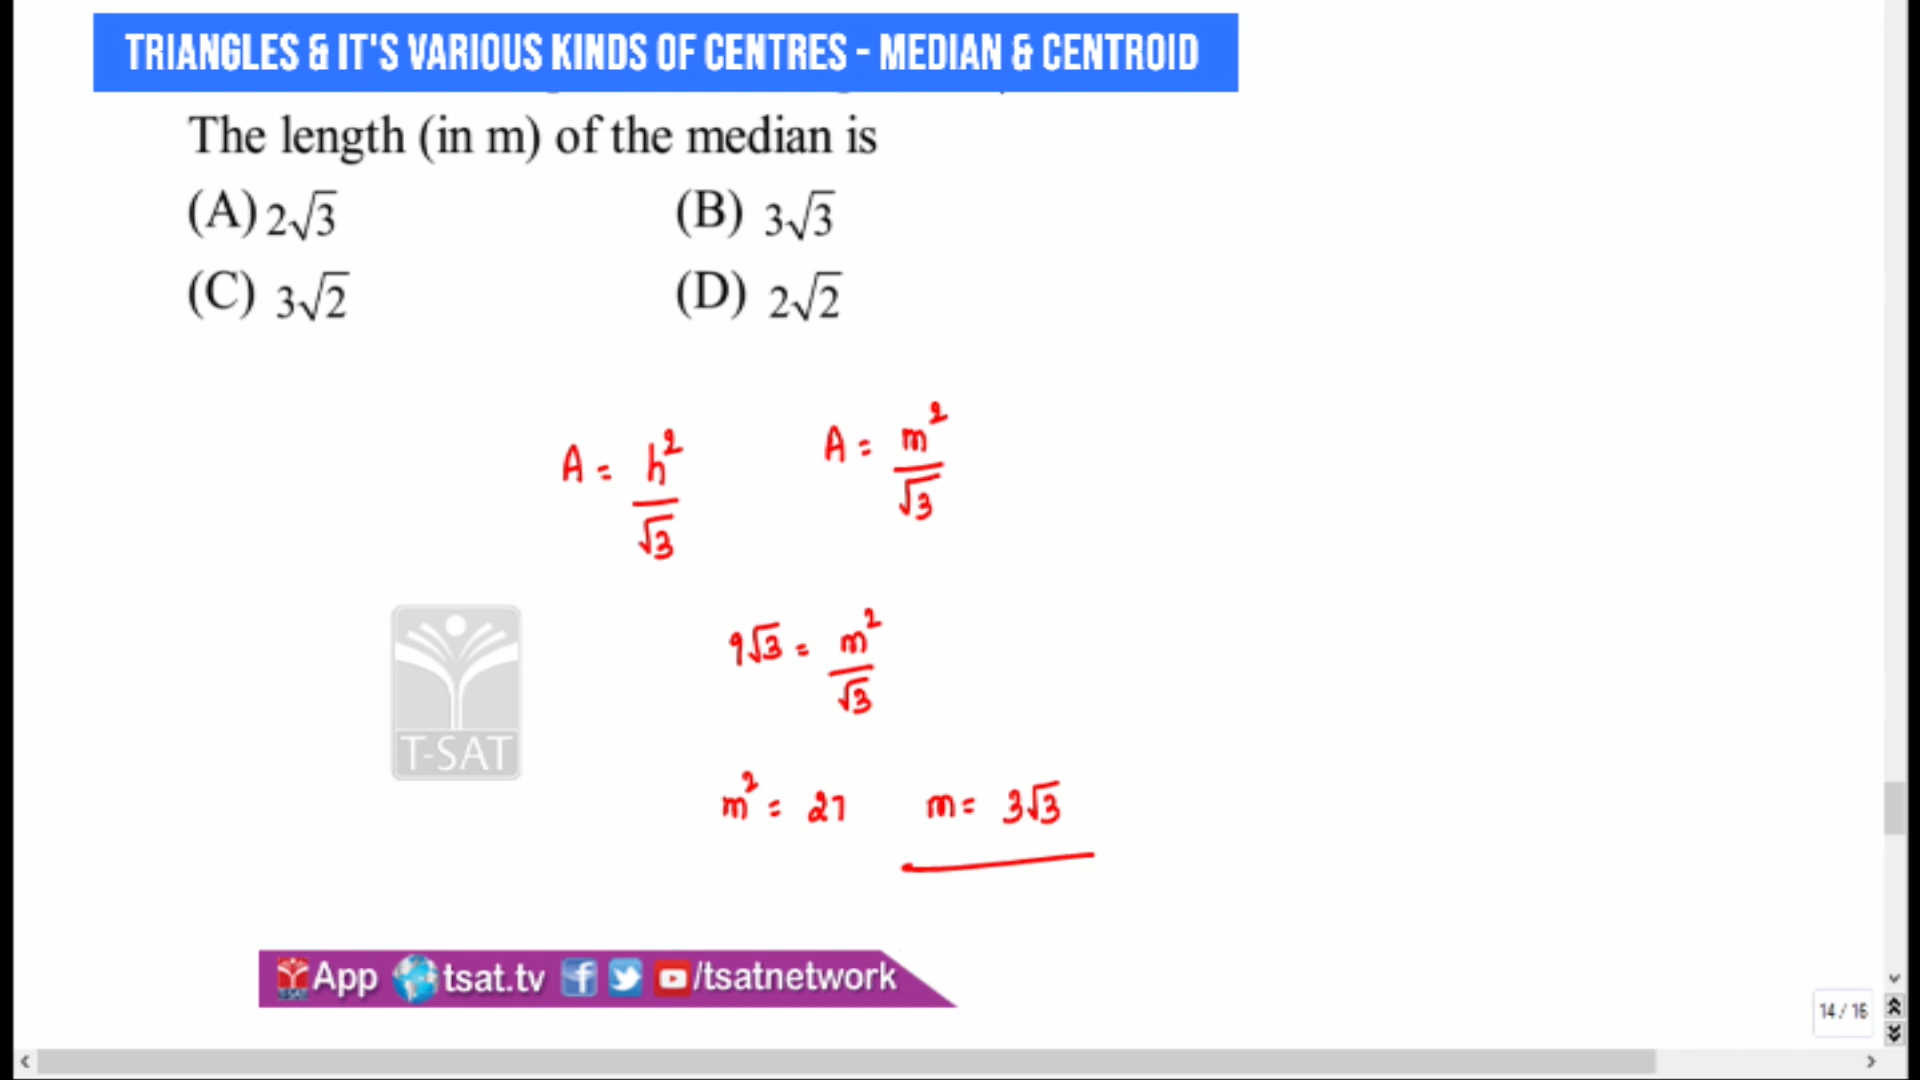 TRIANGLES & IT'S VARIOUS KINDS OF CENTRES - MEDIAN & CENTROID
The length (in m) of the median is
(A) 2√3 (B) 3√3
(C) 3√2 (D) 2√2
A = h²/√3 A = m²/√3
9√3 = m²/√3
T-SAT
m² = 27 m = 3√3
App tsat.tv /tsatnetwork
14 / 16